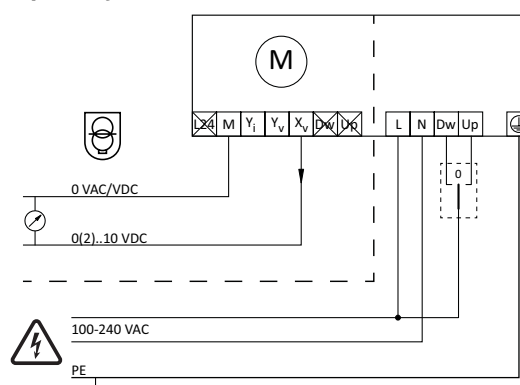 M
L24 M Yi Yv Xv Dw Up L N Dw Up
0
0 VAC/VDC
0(2)..10 VDC
100-240 VAC
PE